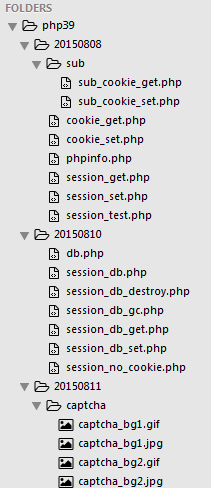 FOLDERS
php39
20150808
sub
sub_cookie_get.php
sub_cookie_set.php
cookie_get.php
cookie_set.php
phpinfo.php
session_get.php
session_set.php
session_test.php
20150810
db.php
session_db.php
session_db_destroy.php
session_db_gc.php
session_db_get.php
session_db_set.php
session_no_cookie.php
20150811
captcha
captcha_bg1.gif
captcha_bg1.jpg
captcha_bg2.gif
captcha_bg2.jpg